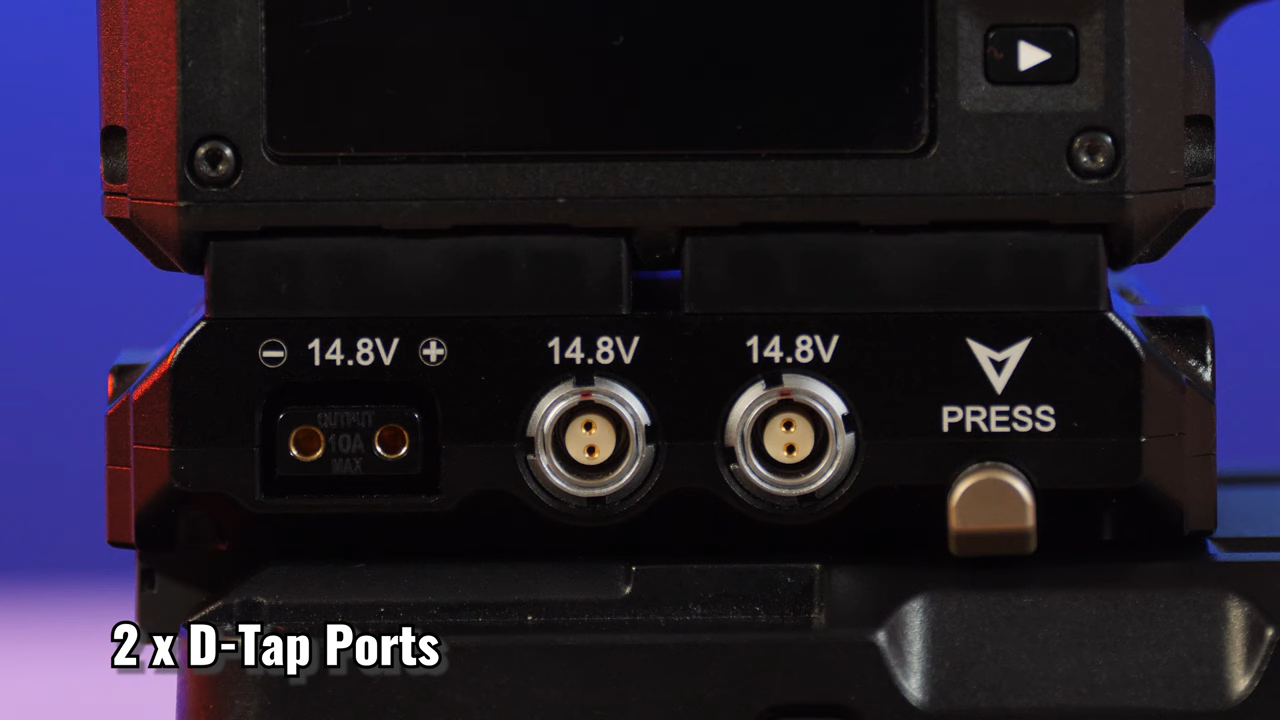 ⊖ 14.8V ⊕
14.8V
14.8V
OUTPUT
10A
MAX
PRESS
2 x D-Tap Ports